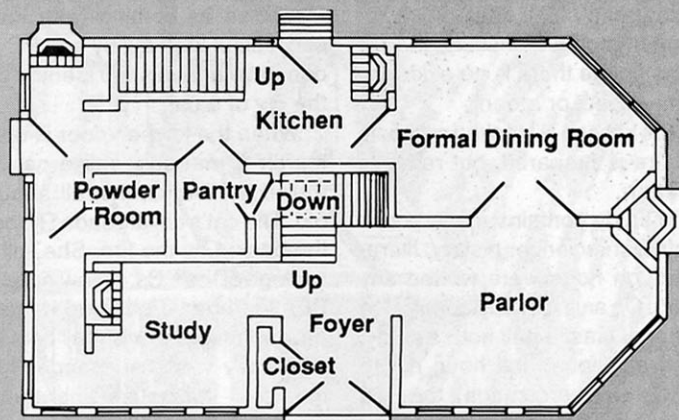 Up
Kitchen
Formal Dining Room
Powder
Room
Pantry
Down
Up
Study
Foyer
Parlor
Closet